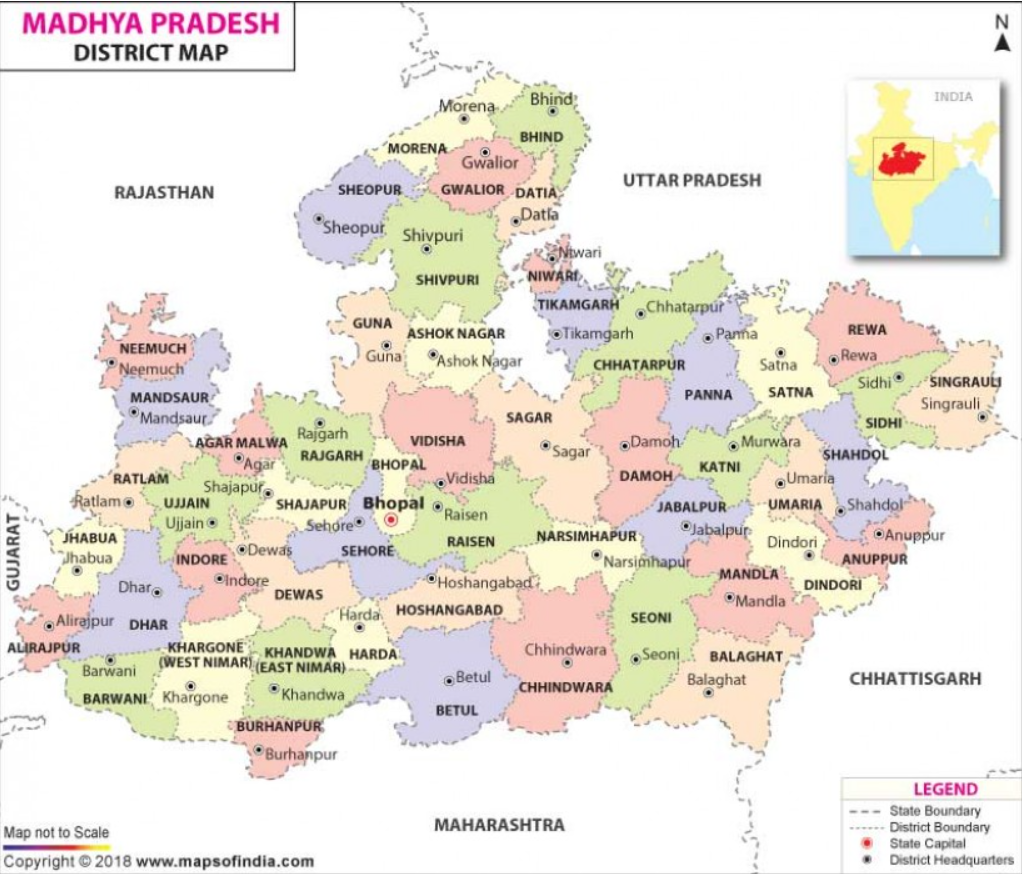 MADHYA PRADESH
DISTRICT MAP
N
INDIA
RAJASTHAN
UTTAR PRADESH
GUJARAT
MAHARASHTRA
CHHATTISGARH
Morena
MORENA
Bhind
BHIND
Gwalior
GWALIOR
DATIA
Datia
SHEOPUR
Sheopur
Shivpuri
SHIVPURI
Niwari
NIWARI
TIKAMGARH
Tikamgarh
Chhatarpur
CHHATARPUR
Panna
PANNA
Satna
SATNA
REWA
Rewa
Sidhi
SIDHI
SINGRAULI
Singrauli
GUNA
Guna
ASHOK NAGAR
Ashok Nagar
NEEMUCH
Neemuch
MANDSAUR
Mandsaur
AGAR MALWA
Agar
Rajgarh
RAJGARH
VIDISHA
Vidisha
SAGAR
Sagar
Damoh
DAMOH
Murwara
KATNI
Umaria
UMARIA
SHAHDOL
Shahdol
Anuppur
ANUPPUR
RATLAM
Ratlam
UJJAIN
Ujjain
Shajapur
SHAJAPUR
BHOPAL
Bhopal
Sehore
SEHORE
Raisen
RAISEN
NARSIMHAPUR
Narsimhapur
JABALPUR
Jabalpur
Dindori
DINDORI
MANDLA
Mandla
JHABUA
Jhabua
Dhar
DHAR
INDORE
Indore
Dewas
DEWAS
Hoshangabad
HOSHANGABAD
Harda
HARDA
Alirajpur
ALIRAJPUR
Barwani
BARWANI
KHARGONE
(WEST NIMAR)
Khargone
KHANDWA
(EAST NIMAR)
Khandwa
BURHANPUR
Burhanpur
Betul
BETUL
Chhindwara
CHHINDWARA
SEONI
Seoni
BALAGHAT
Balaghat
LEGEND
State Boundary
District Boundary
State Capital
District Headquarters
Map not to Scale
Copyright © 2018 www.mapsofindia.com